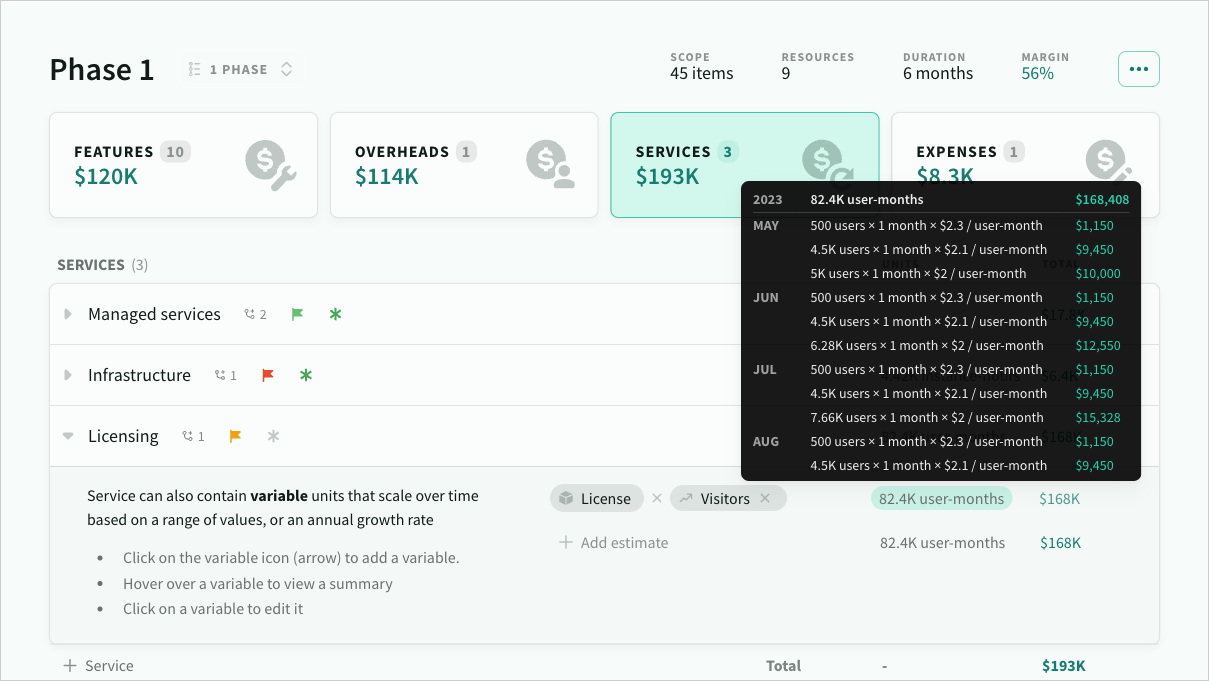 Phase 1
1 PHASE
SCOPE
45 items
RESOURCES
9
DURATION
6 months
MARGIN
56%
FEATURES 10
$120K
OVERHEADS 1
$114K
SERVICES 3
$193K
EXPENSES 1
$8.3K
2023 82.4K user-months $168,408
MAY 500 users × 1 month × $2.3 / user-month $1,150
4.5K users × 1 month × $2.1 / user-month $9,450
5K users × 1 month × $2 / user-month $10,000
JUN 500 users × 1 month × $2.3 / user-month $1,150
4.5K users × 1 month × $2.1 / user-month $9,450
6.28K users × 1 month × $2 / user-month $12,550
JUL 500 users × 1 month × $2.3 / user-month $1,150
4.5K users × 1 month × $2.1 / user-month $9,450
7.66K users × 1 month × $2 / user-month $15,328
AUG 500 users × 1 month × $2.3 / user-month $1,150
4.5K users × 1 month × $2.1 / user-month $9,450
SERVICES (3)
Managed services 2
Infrastructure 1
Licensing 1
Service can also contain variable units that scale over time
based on a range of values, or an annual growth rate
• Click on the variable icon (arrow) to add a variable.
• Hover over a variable to view a summary
• Click on a variable to edit it
License × Visitors × 82.4K user-months $168K
+ Add estimate 82.4K user-months $168K
+ Service Total - $193K